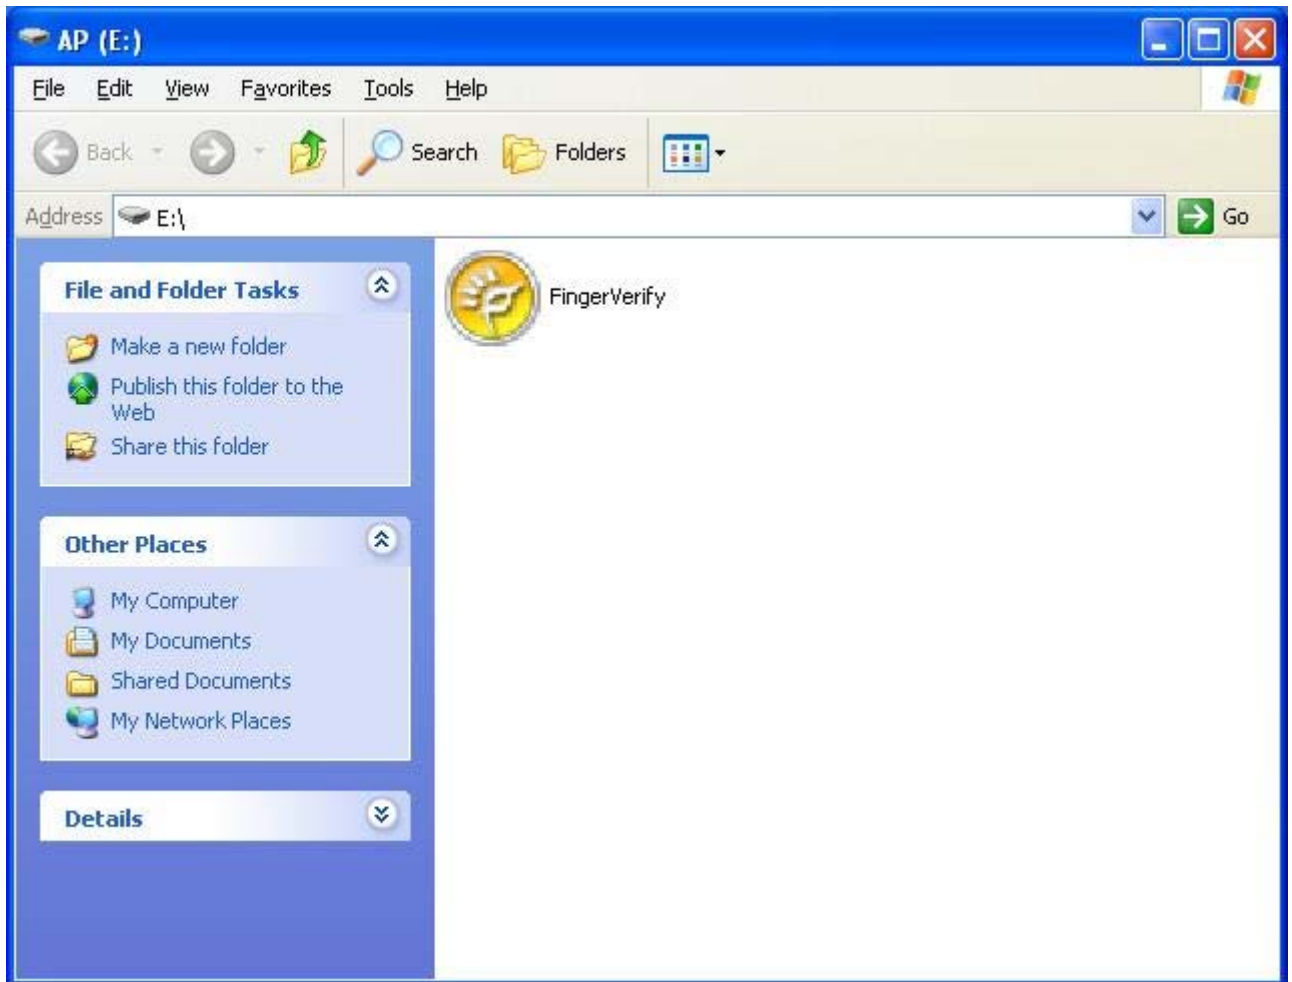 AP (E:)
File Edit View Favorites Tools Help
Back Search Folders
Address E:\ Go
File and Folder Tasks
Make a new folder
Publish this folder to the
Web
Share this folder
Other Places
My Computer
My Documents
Shared Documents
My Network Places
Details
FingerVerify